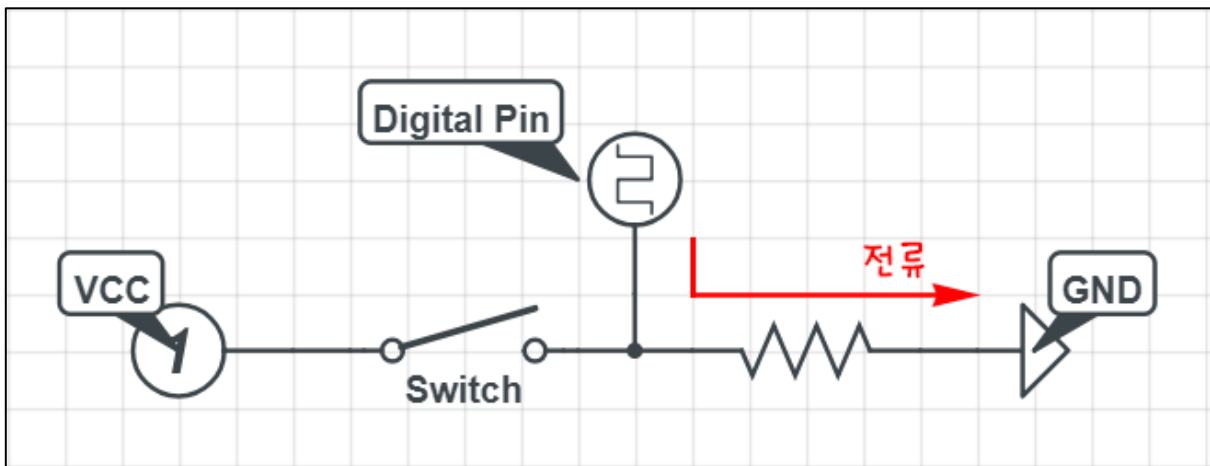 Digital Pin
전류
VCC
GND
Switch